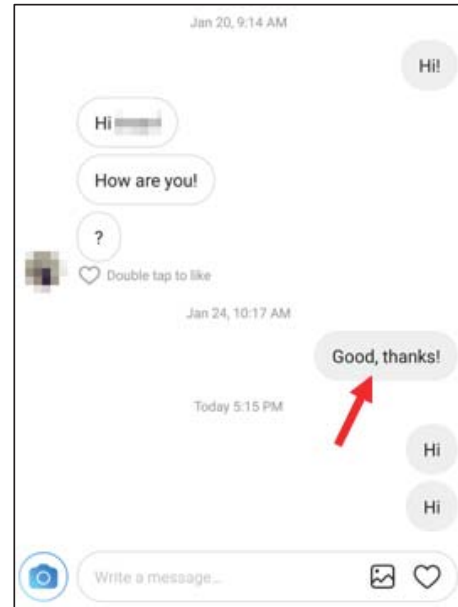 Jan 20, 9:14 AM
Hi!
Hi
How are you!
?
Double tap to like
Jan 24, 10:17 AM
Good, thanks!
Today 5:15 PM
Hi
Hi
Write a message...